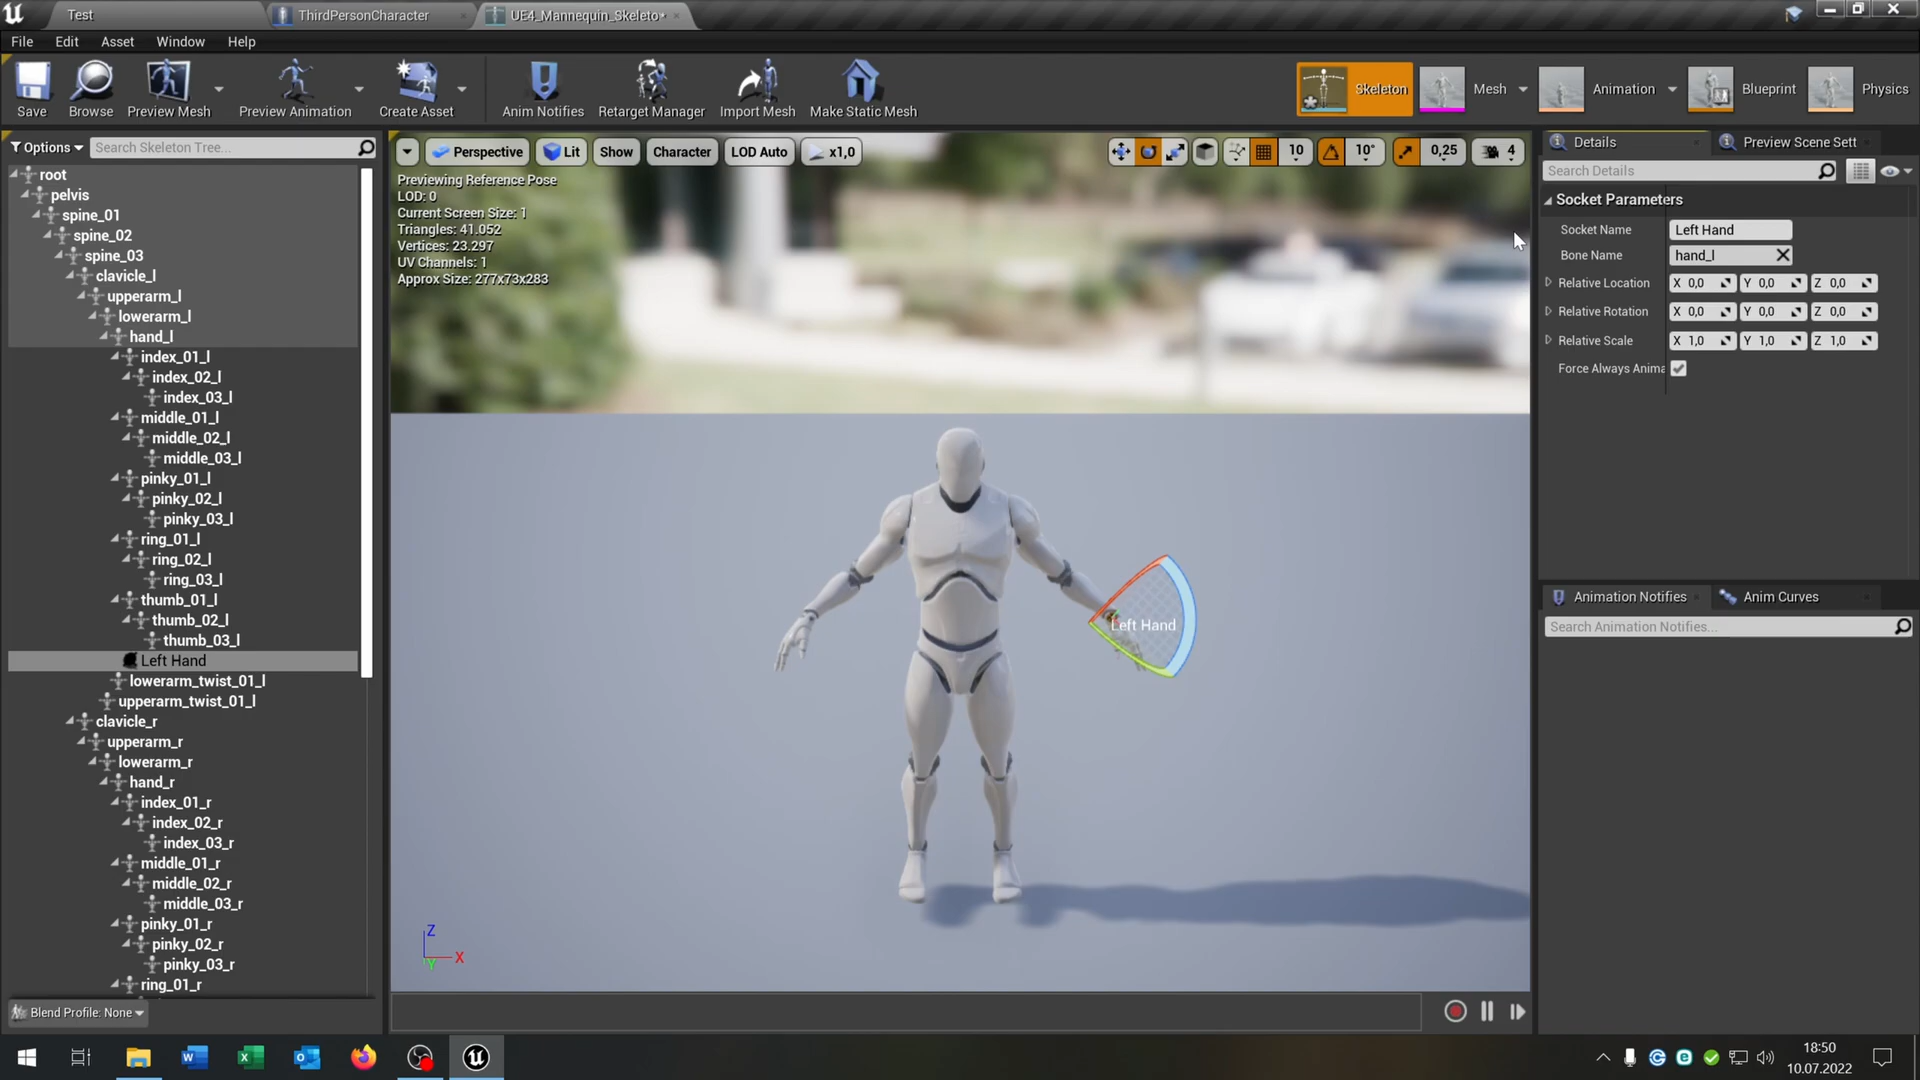 Test
ThirdPersonCharacter
UE4_Mannequin_Skeleto*
File Edit Asset Window Help
Save
Browse
Preview Mesh
Preview Animation
Create Asset
Anim Notifies
Retarget Manager
Import Mesh
Make Static Mesh
Skeleton
Mesh
Animation
Blueprint
Physics
Options
Search Skeleton Tree...
root
pelvis
spine_01
spine_02
spine_03
clavicle_l
upperarm_l
lowerarm_l
hand_l
index_01_l
index_02_l
index_03_l
middle_01_l
middle_02_l
middle_03_l
pinky_01_l
pinky_02_l
pinky_03_l
ring_01_l
ring_02_l
ring_03_l
thumb_01_l
thumb_02_l
thumb_03_l
Left Hand
lowerarm_twist_01_l
upperarm_twist_01_l
clavicle_r
upperarm_r
lowerarm_r
hand_r
index_01_r
index_02_r
index_03_r
middle_01_r
middle_02_r
middle_03_r
pinky_01_r
pinky_02_r
pinky_03_r
ring_01_r
Blend Profile: None
Perspective Lit Show Character LOD Auto x1,0
10 10° 0,25 4
Previewing Reference Pose
LOD: 0
Current Screen Size: 1
Triangles: 41.052
Vertices: 23.297
UV Channels: 1
Approx Size: 277x73x283
Left Hand
Z
X
Y
Details
Preview Scene Sett
Search Details
Socket Parameters
Socket Name Left Hand
Bone Name hand_l
Relative Location X 0,0 Y 0,0 Z 0,0
Relative Rotation X 0,0 Y 0,0 Z 0,0
Relative Scale X 1,0 Y 1,0 Z 1,0
Force Always Anima
Animation Notifies
Anim Curves
Search Animation Notifies...
18:50
10.07.2022